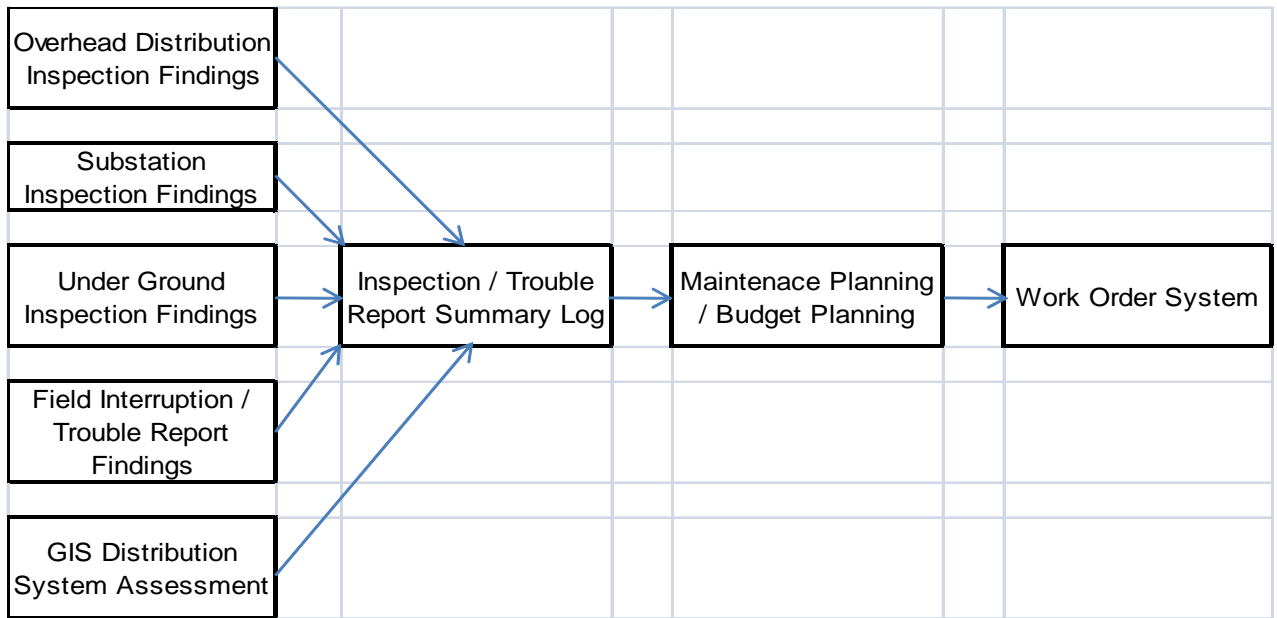 Overhead Distribution
Inspection Findings
Substation
Inspection Findings
Under Ground
Inspection Findings
Field Interruption /
Trouble Report
Findings
GIS Distribution
System Assessment
Inspection / Trouble
Report Summary Log
Maintenace Planning
/ Budget Planning
Work Order System